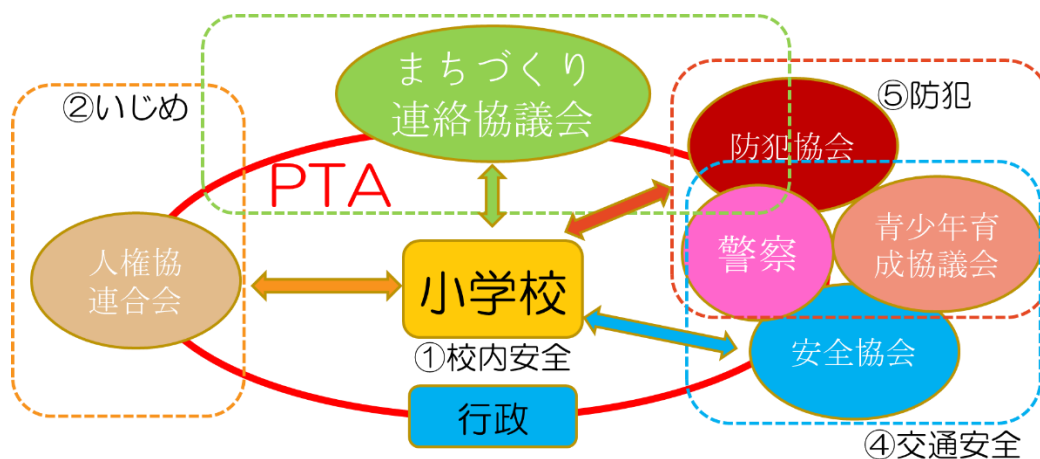 まちづくり
連絡協議会
②いじめ
⑤防犯
防犯協会
PTA
人権協
連合会
小学校
警察
青少年育
成協議会
①校内安全
安全協会
行政
④交通安全